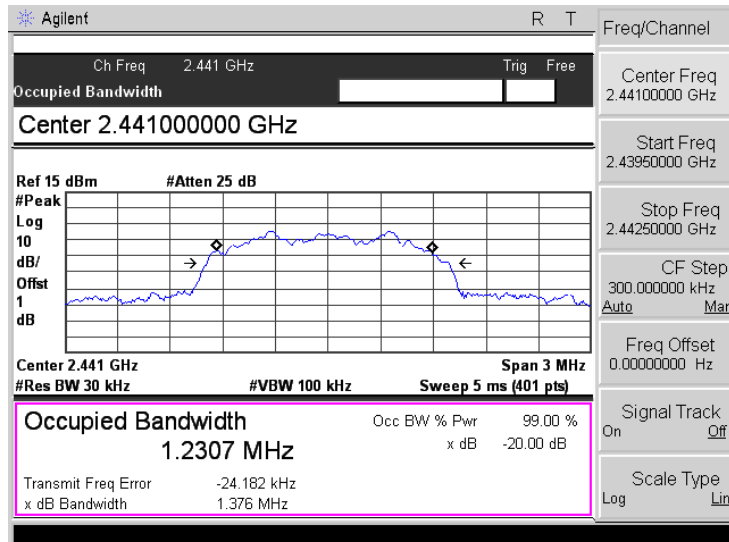 Agilent R T
Ch Freq 2.441 GHz Trig Free
Occupied Bandwidth
Center 2.441000000 GHz
Ref 15 dBm #Atten 25 dB
#Peak
Log
10
dB/
Offst
1
dB
Center 2.441 GHz Span 3 MHz
#Res BW 30 kHz #VBW 100 kHz Sweep 5 ms (401 pts)
Occupied Bandwidth Occ BW % Pwr 99.00 %
1.2307 MHz x dB -20.00 dB
Transmit Freq Error -24.182 kHz
x dB Bandwidth 1.376 MHz
Freq/Channel
Center Freq
2.44100000 GHz
Start Freq
2.43950000 GHz
Stop Freq
2.44250000 GHz
CF Step
300.000000 kHz
Auto Man
Freq Offset
0.00000000 Hz
Signal Track
On Off
Scale Type
Log Lin